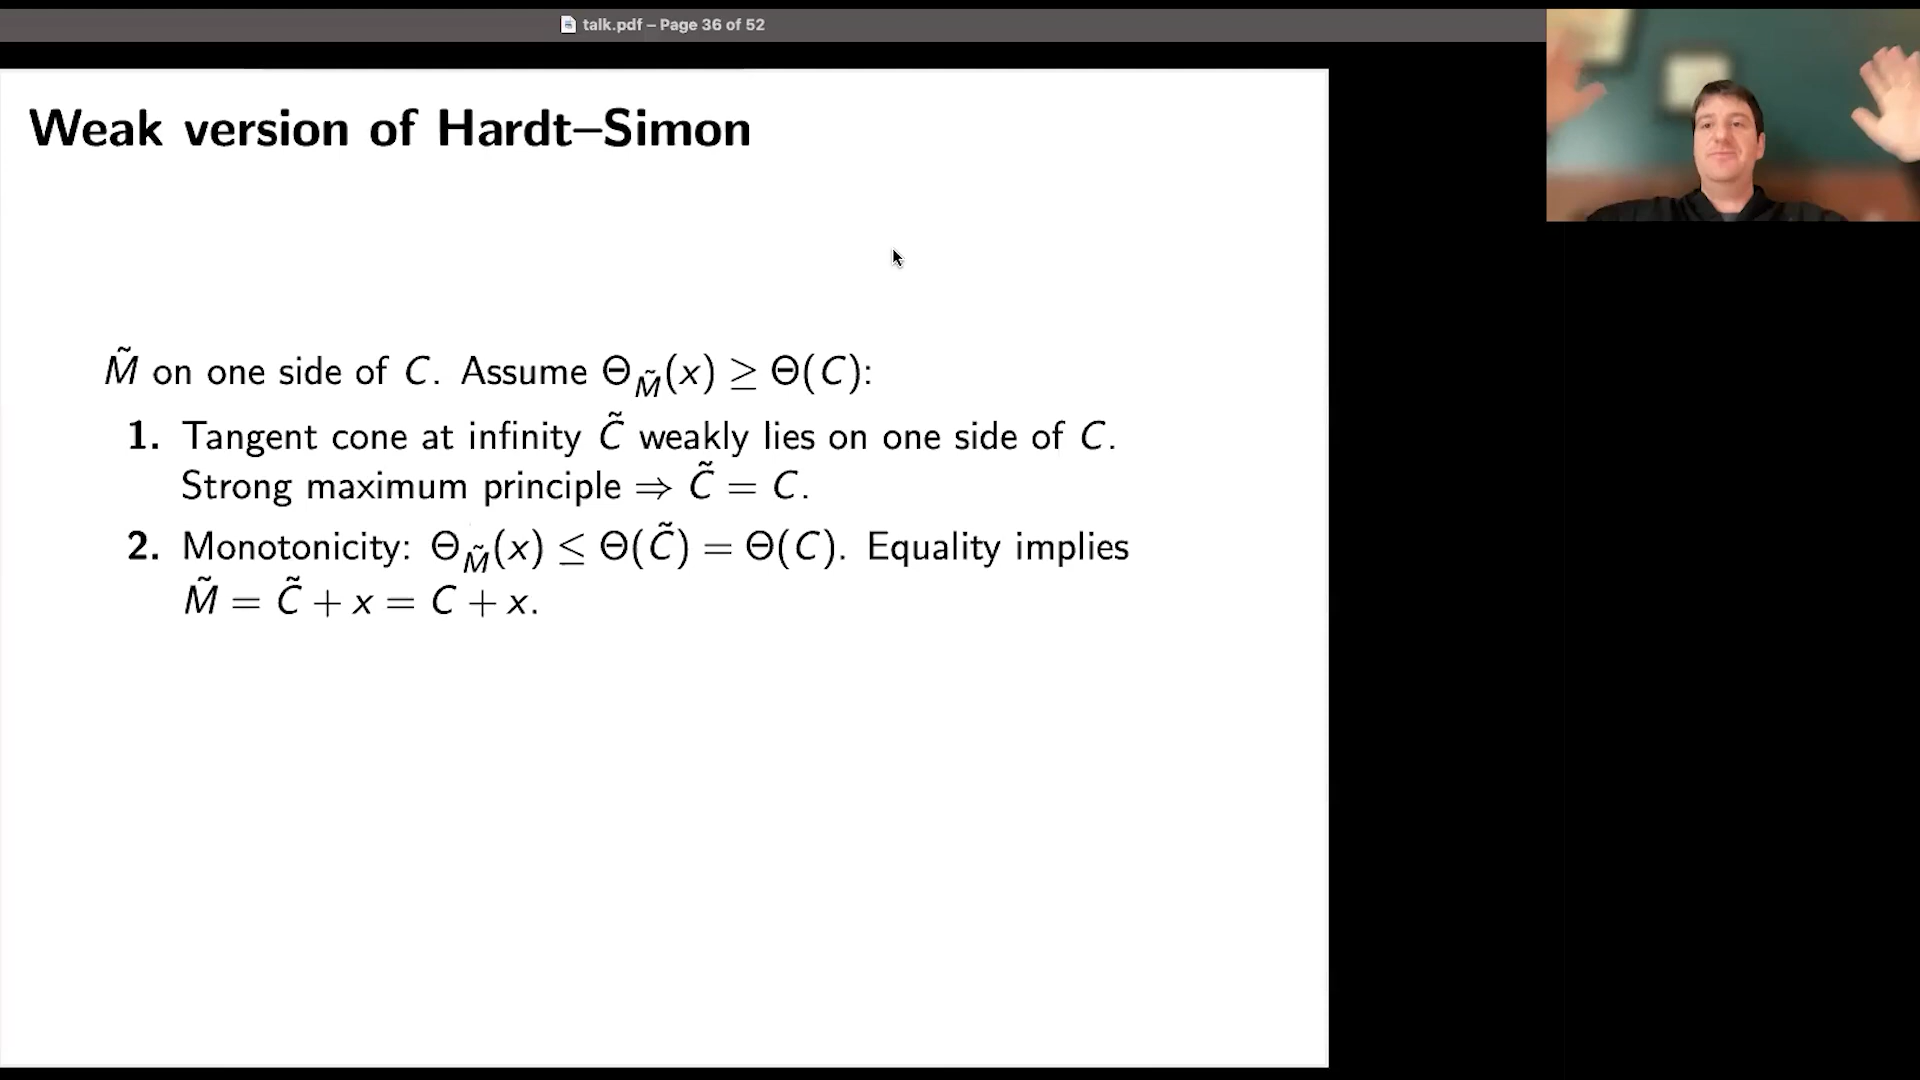 talk.pdf – Page 36 of 52
Weak version of Hardt–Simon
M̃ on one side of C. Assume Θ_M̃(x) ≥ Θ(C):
1. Tangent cone at infinity C̃ weakly lies on one side of C.
Strong maximum principle ⇒ C̃ = C.
2. Monotonicity: Θ_M̃(x) ≤ Θ(C̃) = Θ(C). Equality implies
M̃ = C̃ + x = C + x.